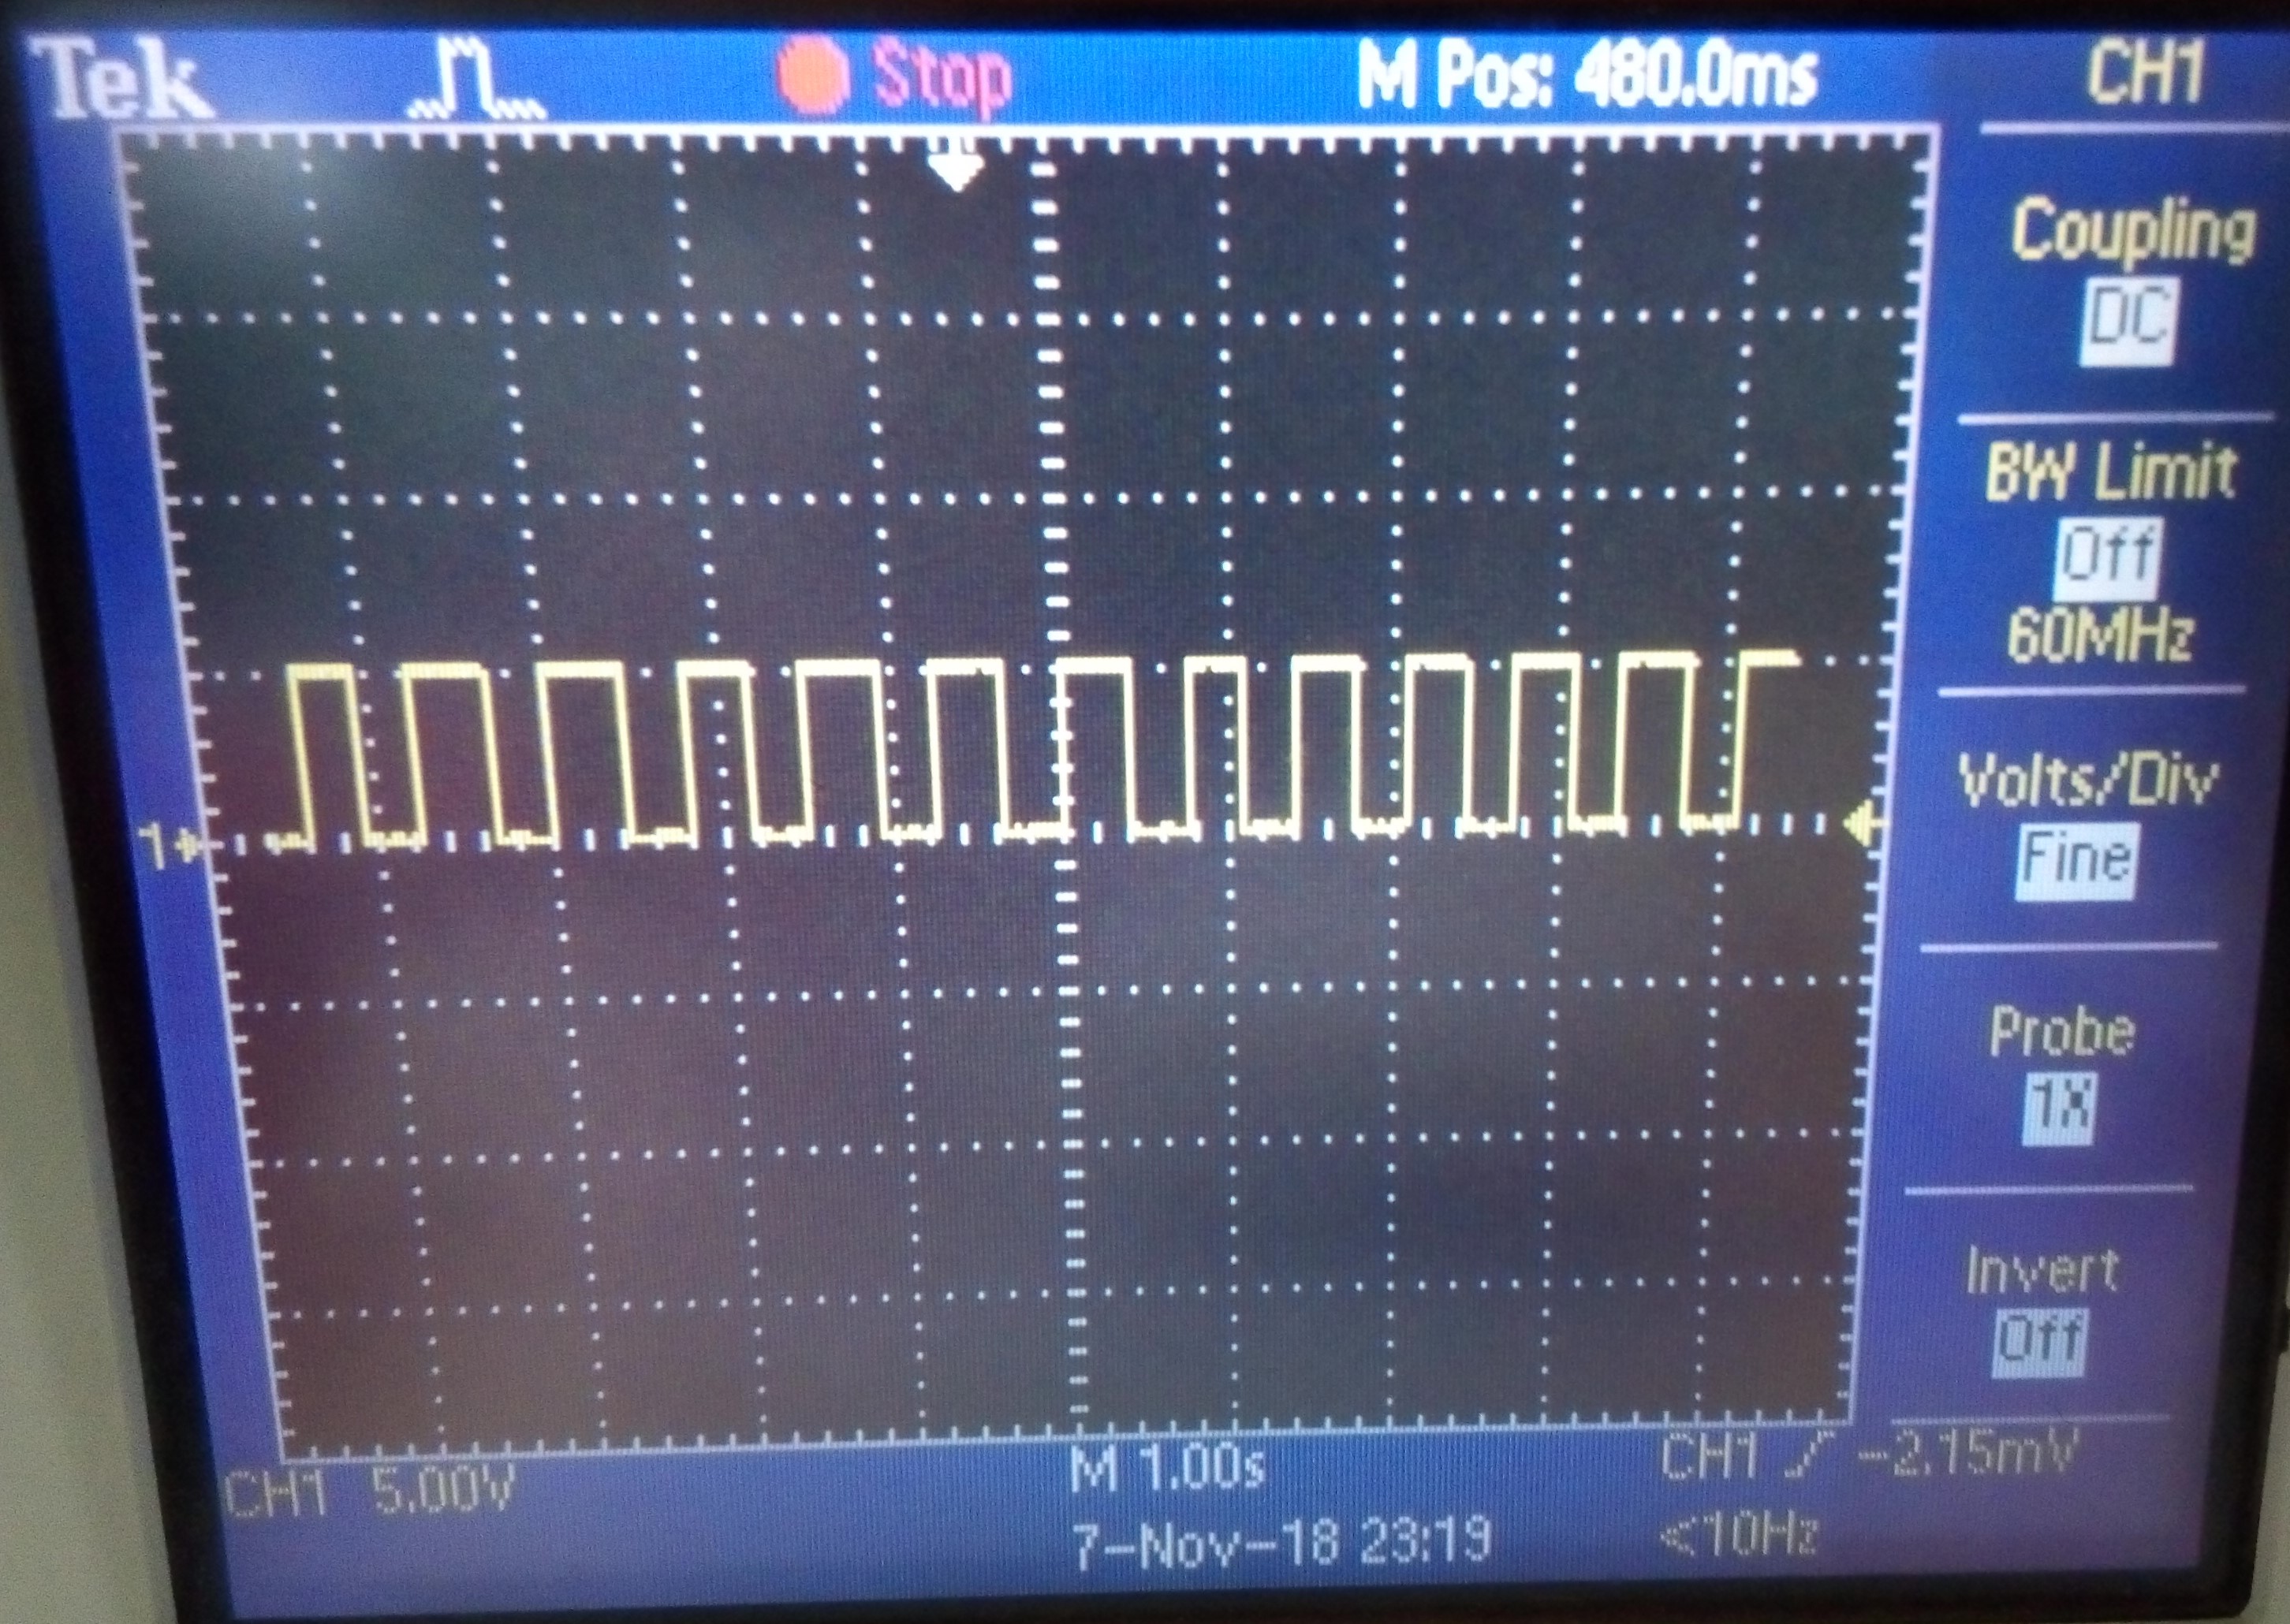 Tek Stop M Pos: 480.0ms CH1
Coupling
DC
BW Limit
Off
60MHz
Volts/Div
Fine
Probe
1X
Invert
Off
1
CH1 5.00V M 1.00s CH1 -2.15mV
7-Nov-18 23:19 <10Hz